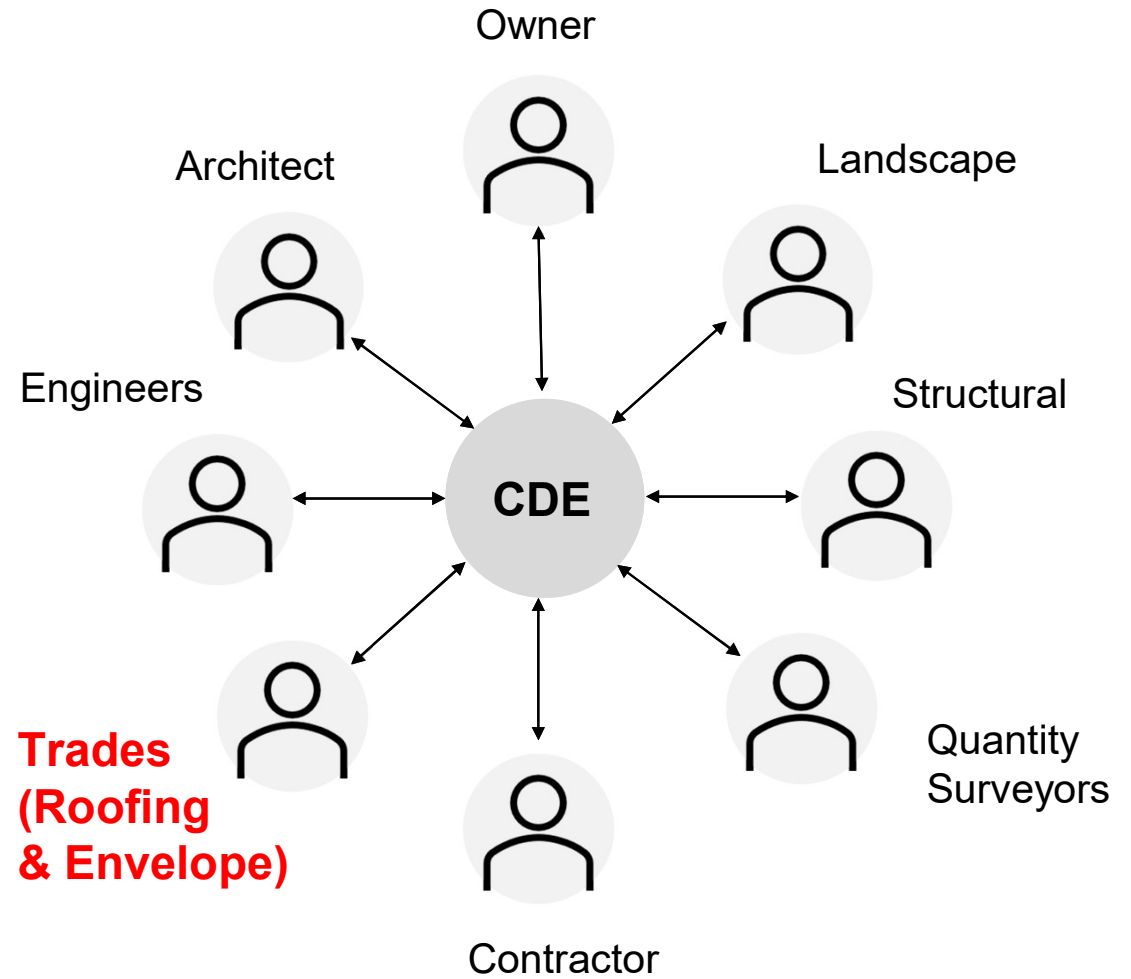 Owner
Architect
Landscape
Engineers
Structural
CDE
Trades
(Roofing
& Envelope)
Quantity
Surveyors
Contractor